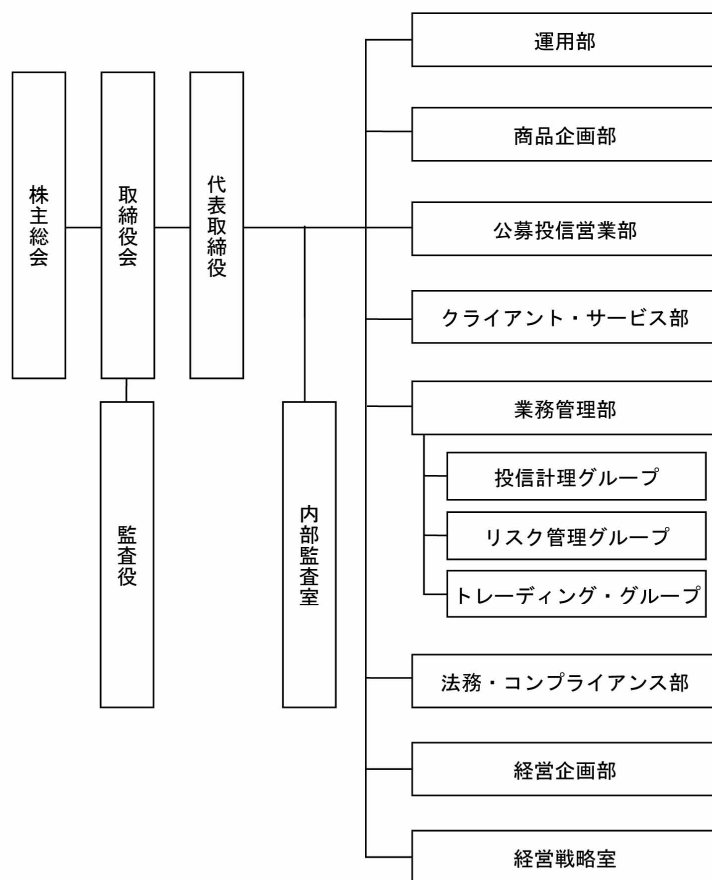 株主総会
取締役会
代表取締役
監査役
内部監査室
運用部
商品企画部
公募投信営業部
クライアント・サービス部
業務管理部
投信計理グループ
リスク管理グループ
トレーディング・グループ
法務・コンプライアンス部
経営企画部
経営戦略室